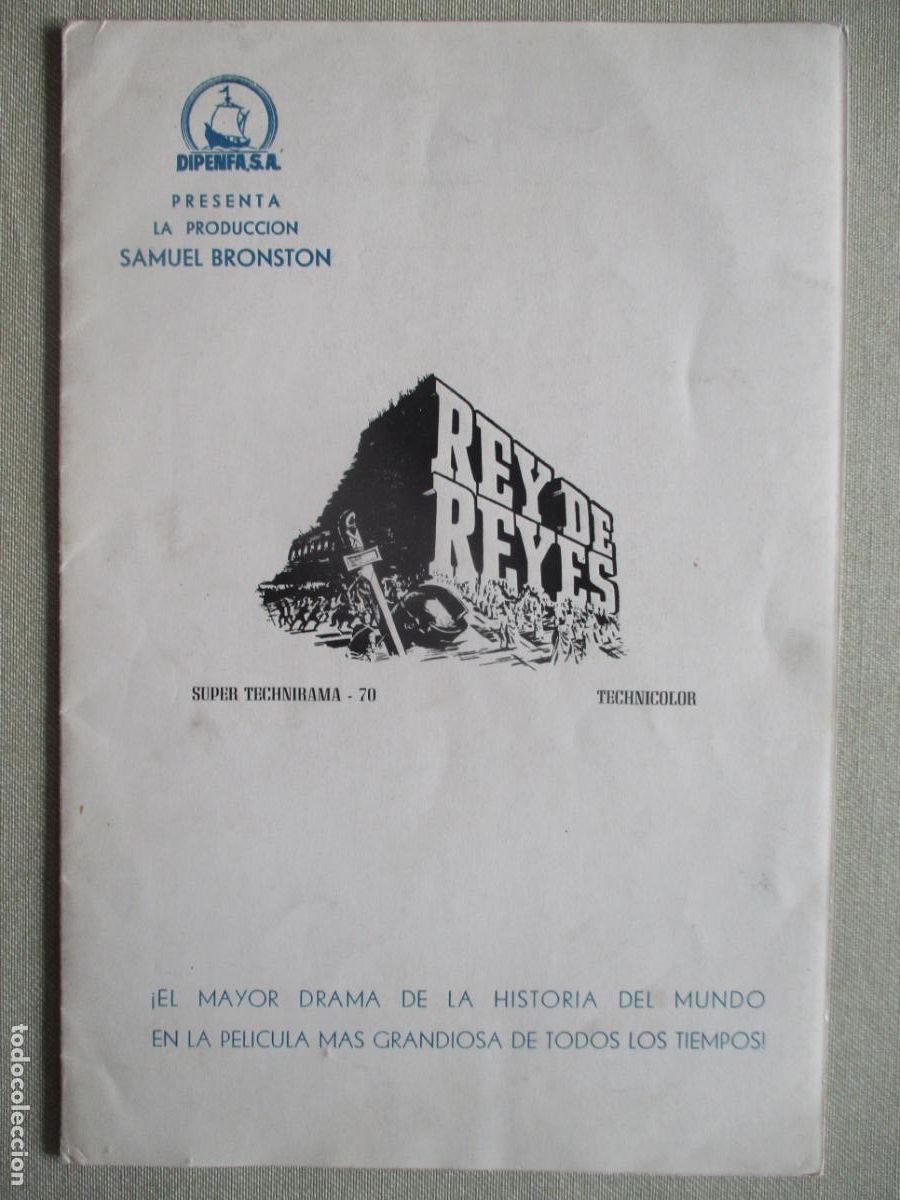 DIPENFA, S.A.
PRESENTA
LA PRODUCCION
SAMUEL BRONSTON
REY DE
REYES
SUPER TECHNIRAMA - 70
TECHNICOLOR
¡EL MAYOR DRAMA DE LA HISTORIA DEL MUNDO
EN LA PELICULA MAS GRANDIOSA DE TODOS LOS TIEMPOS!
todocoleccion